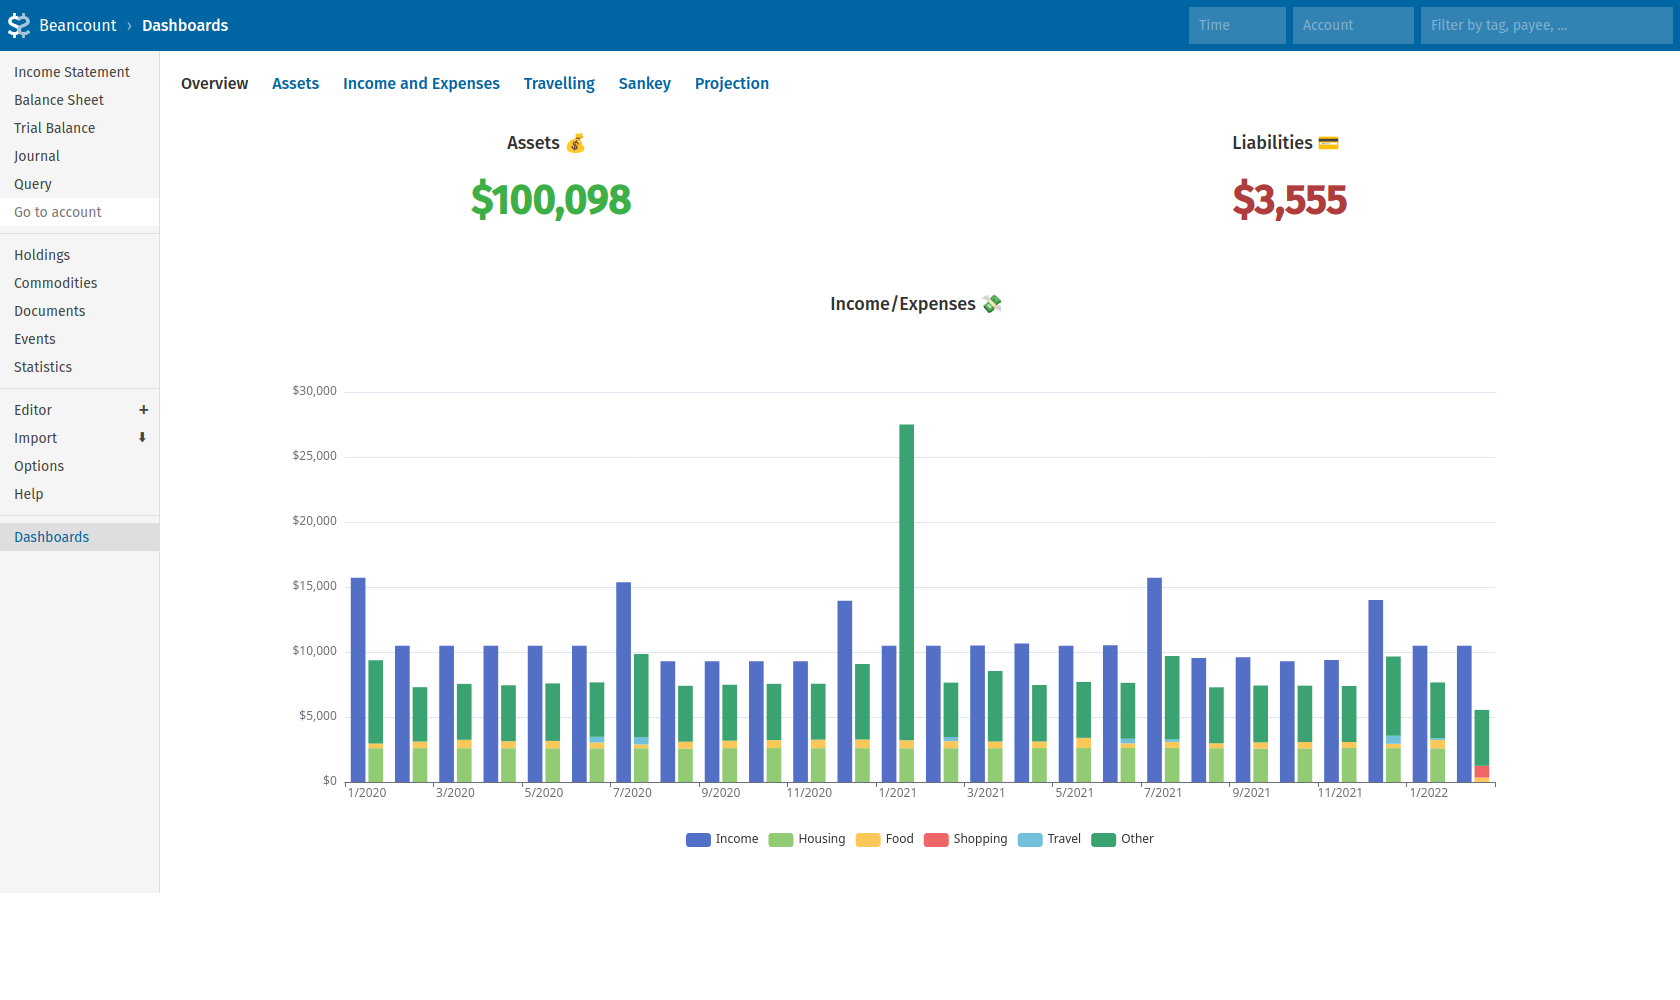 Beancount › Dashboards
Time
Account
Filter by tag, payee, ...
Income Statement
Balance Sheet
Trial Balance
Journal
Query
Go to account
Holdings
Commodities
Documents
Events
Statistics
Editor +
Import
Options
Help
Dashboards
Overview Assets Income and Expenses Travelling Sankey Projection
Assets 💰
$100,098
Liabilities 💳
$3,555
Income/Expenses 💸
$30,000
$25,000
$20,000
$15,000
$10,000
$5,000
$0
1/2020 3/2020 5/2020 7/2020 9/2020 11/2020 1/2021 3/2021 5/2021 7/2021 9/2021 11/2021 1/2022
Income Housing Food Shopping Travel Other